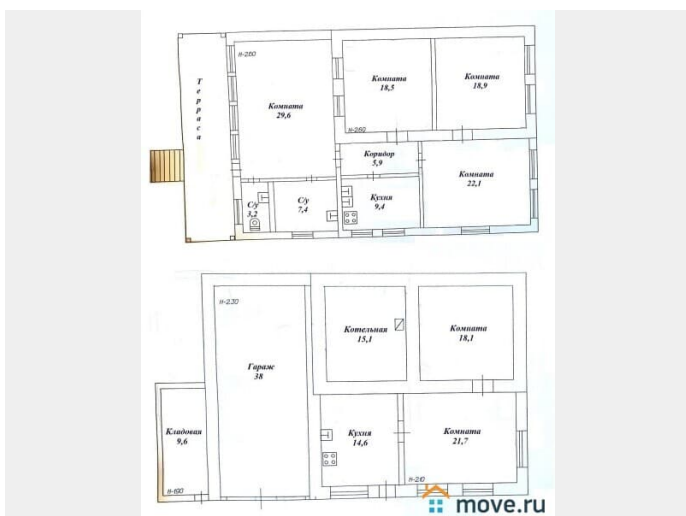 Терраса
H-260
Комната
29,6
Комната
18,5
Комната
18,9
H-260
Коридор
5,9
Комната
22,1
С/у
3,2
С/у
7,4
Кухня
9,4
H-230
Котельная
15,1
Комната
18,1
Гараж
38
Кладовая
9,6
Кухня
14,6
Комната
21,7
H-190
H-210
move.ru